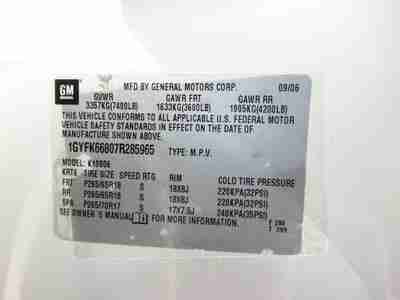 GM
MFD BY GENERAL MOTORS CORP. 09/06
GVWR GAWR FRT GAWR RR
3357KG(7400LB) 1633KG(3600LB) 1905KG(4200LB)
THIS VEHICLE CONFORMS TO ALL APPLICABLE U.S. FEDERAL MOTOR
VEHICLE SAFETY STANDARDS IN EFFECT ON THE DATE OF
MANUFACTURE SHOWN ABOVE.
1GYFK66807R285965 TYPE: M.P.V.
MODEL: K10906
TIRE SIZE SPEED RTG RIM COLD TIRE PRESSURE
FRT P265/65R18 S 18X8J 220KPA(32PSI)
RR P265/65R18 S 18X8J 220KPA(32PSI)
SPA P265/70R17 S 17X7.5J 240KPA(35PSI)
SEE OWNER'S MANUAL FOR MORE INFORMATION.